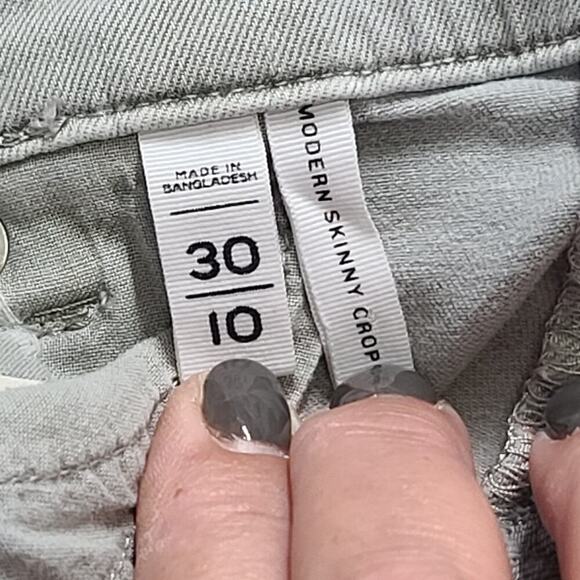 MADE IN
BANGLADESH
30
10
MODERN SKINNY CROP